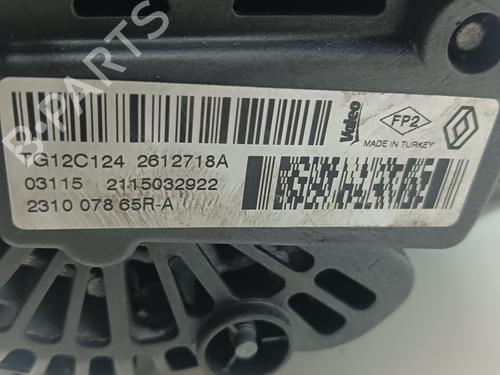 B-PARTS
Valeo
FP2
MADE IN TURKEY
TG12C124 2612718A
03115 2115032922
2310 078 65R-A